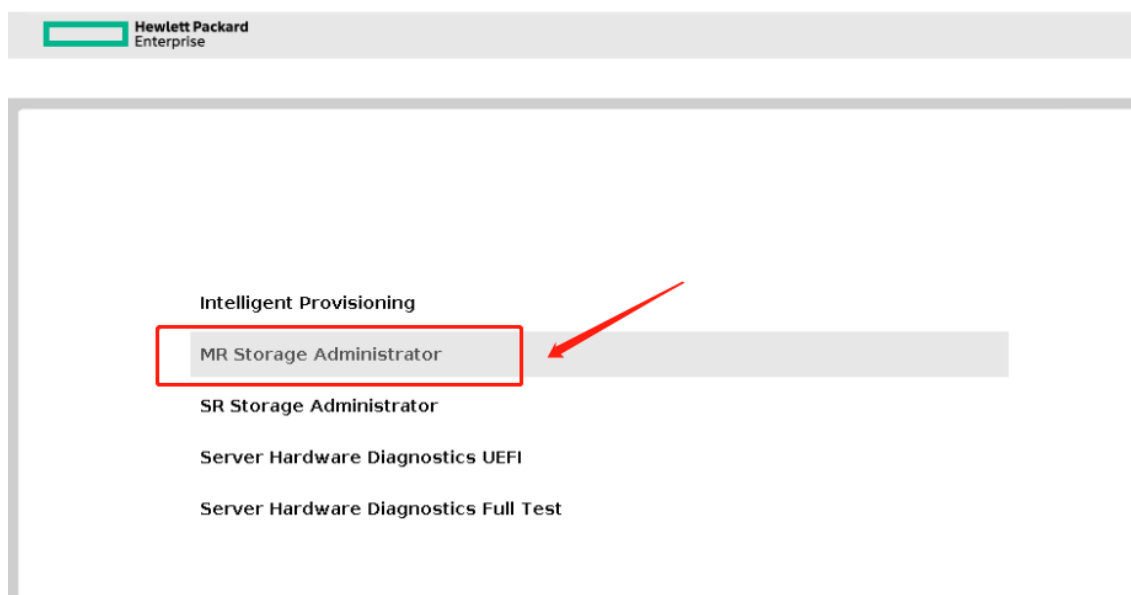 Hewlett Packard
Enterprise
Intelligent Provisioning
MR Storage Administrator
SR Storage Administrator
Server Hardware Diagnostics UEFI
Server Hardware Diagnostics Full Test